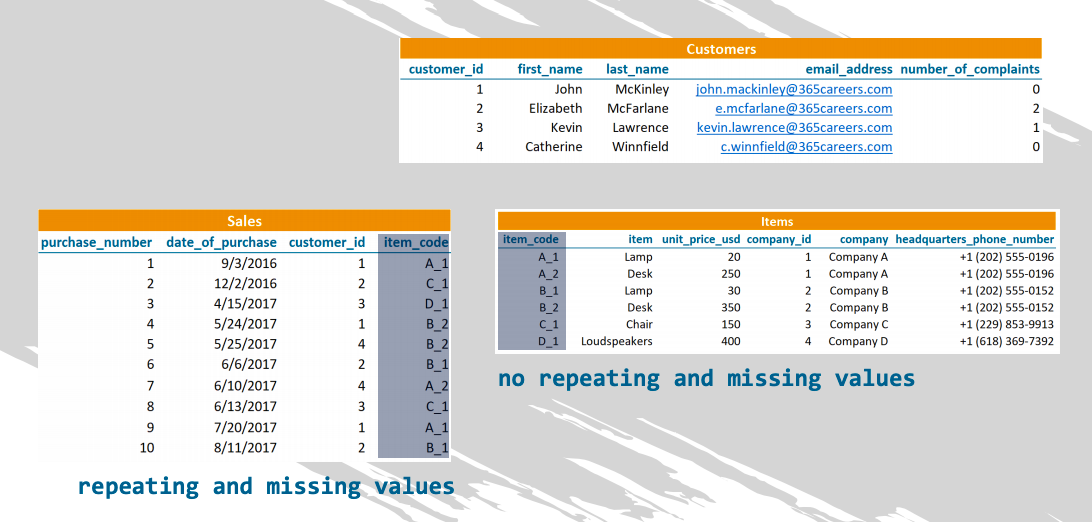 Customers
customer_id first_name last_name email_address number_of_complaints
1 John McKinley john.mackinley@365careers.com 0
2 Elizabeth McFarlane e.mcfarlane@365careers.com 2
3 Kevin Lawrence kevin.lawrence@365careers.com 1
4 Catherine Winnfield c.winnfield@365careers.com 0
Sales
purchase_number date_of_purchase customer_id item_code
1 9/3/2016 1 A_1
2 12/2/2016 2 C_1
3 4/15/2017 3 D_1
4 5/24/2017 1 B_2
5 5/25/2017 4 B_2
6 6/6/2017 2 B_1
7 6/10/2017 4 A_2
8 6/13/2017 3 C_1
9 7/20/2017 1 A_1
10 8/11/2017 2 B_1
repeating and missing values
Items
item_code item unit_price_usd company_id company headquarters_phone_number
A_1 Lamp 20 1 Company A +1 (202) 555-0196
A_2 Desk 250 1 Company A +1 (202) 555-0196
B_1 Lamp 30 2 Company B +1 (202) 555-0152
B_2 Desk 350 2 Company B +1 (202) 555-0152
C_1 Chair 150 3 Company C +1 (229) 853-9913
D_1 Loudspeakers 400 4 Company D +1 (618) 369-7392
no repeating and missing values